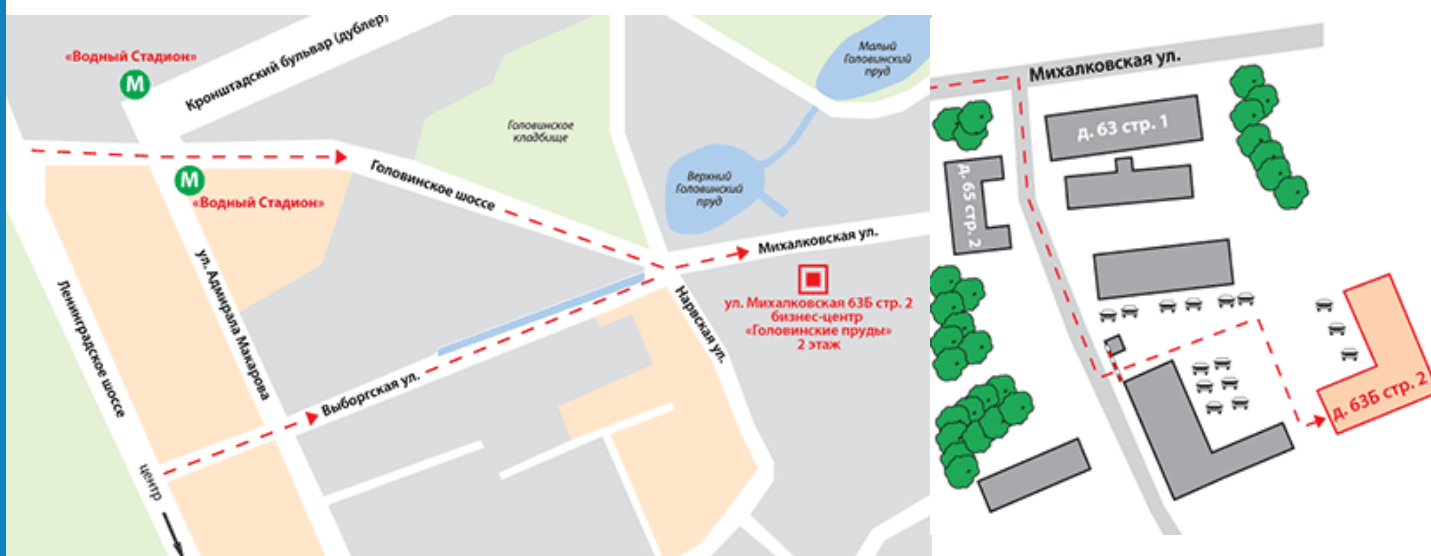 «Водный Стадион»
М
Кронштадский бульвар (дублер)
Малый
Головинский
пруд
Головинское
кладбище
Головинское шоссе
Верхний
Головинский
пруд
М
«Водный Стадион»
Михалковская ул.
ул. Михалковская 63Б стр. 2
бизнес-центр
«Головинские пруды»
2 этаж
Нарвская ул.
ул. Адмирала Макарова
Ленинградское шоссе
Выборгская ул.
центр
Михалковская ул.
д. 63 стр. 1
д. 65 стр. 2
д. 63Б стр. 2